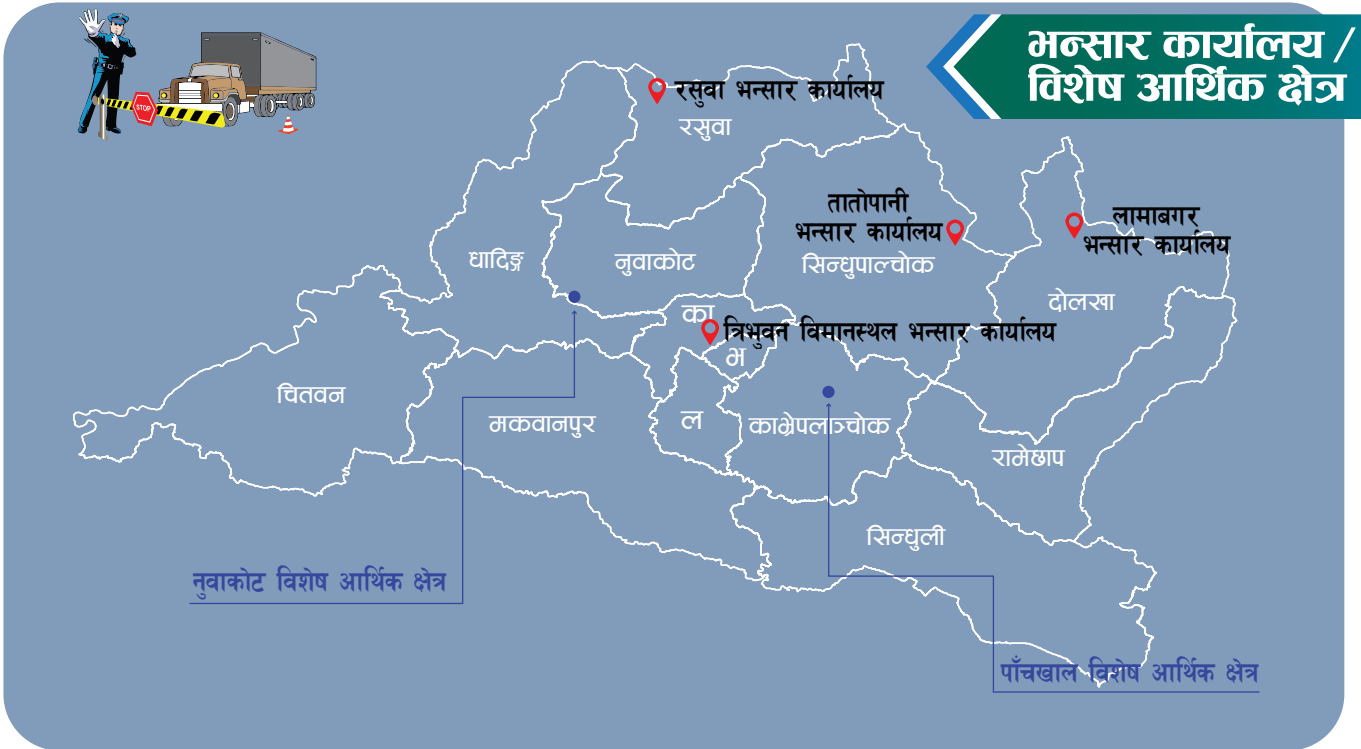 भन्सार कार्यालय /
विशेष आर्थिक क्षेत्र
STOP
रसुवा भन्सार कार्यालय
रसुवा
तातोपानी
भन्सार कार्यालय
लामाबगर
भन्सार कार्यालय
धादिङ्ग
नुवाकोट
सिन्धुपाल्चोक
दोलखा
का
त्रिभुवन विमानस्थल भन्सार कार्यालय
भ
चितवन
मकवानपुर
ल
काभ्रेपलाञ्चोक
रामेछाप
सिन्धुली
नुवाकोट विशेष आर्थिक क्षेत्र
पाँचखाल विशेष आर्थिक क्षेत्र